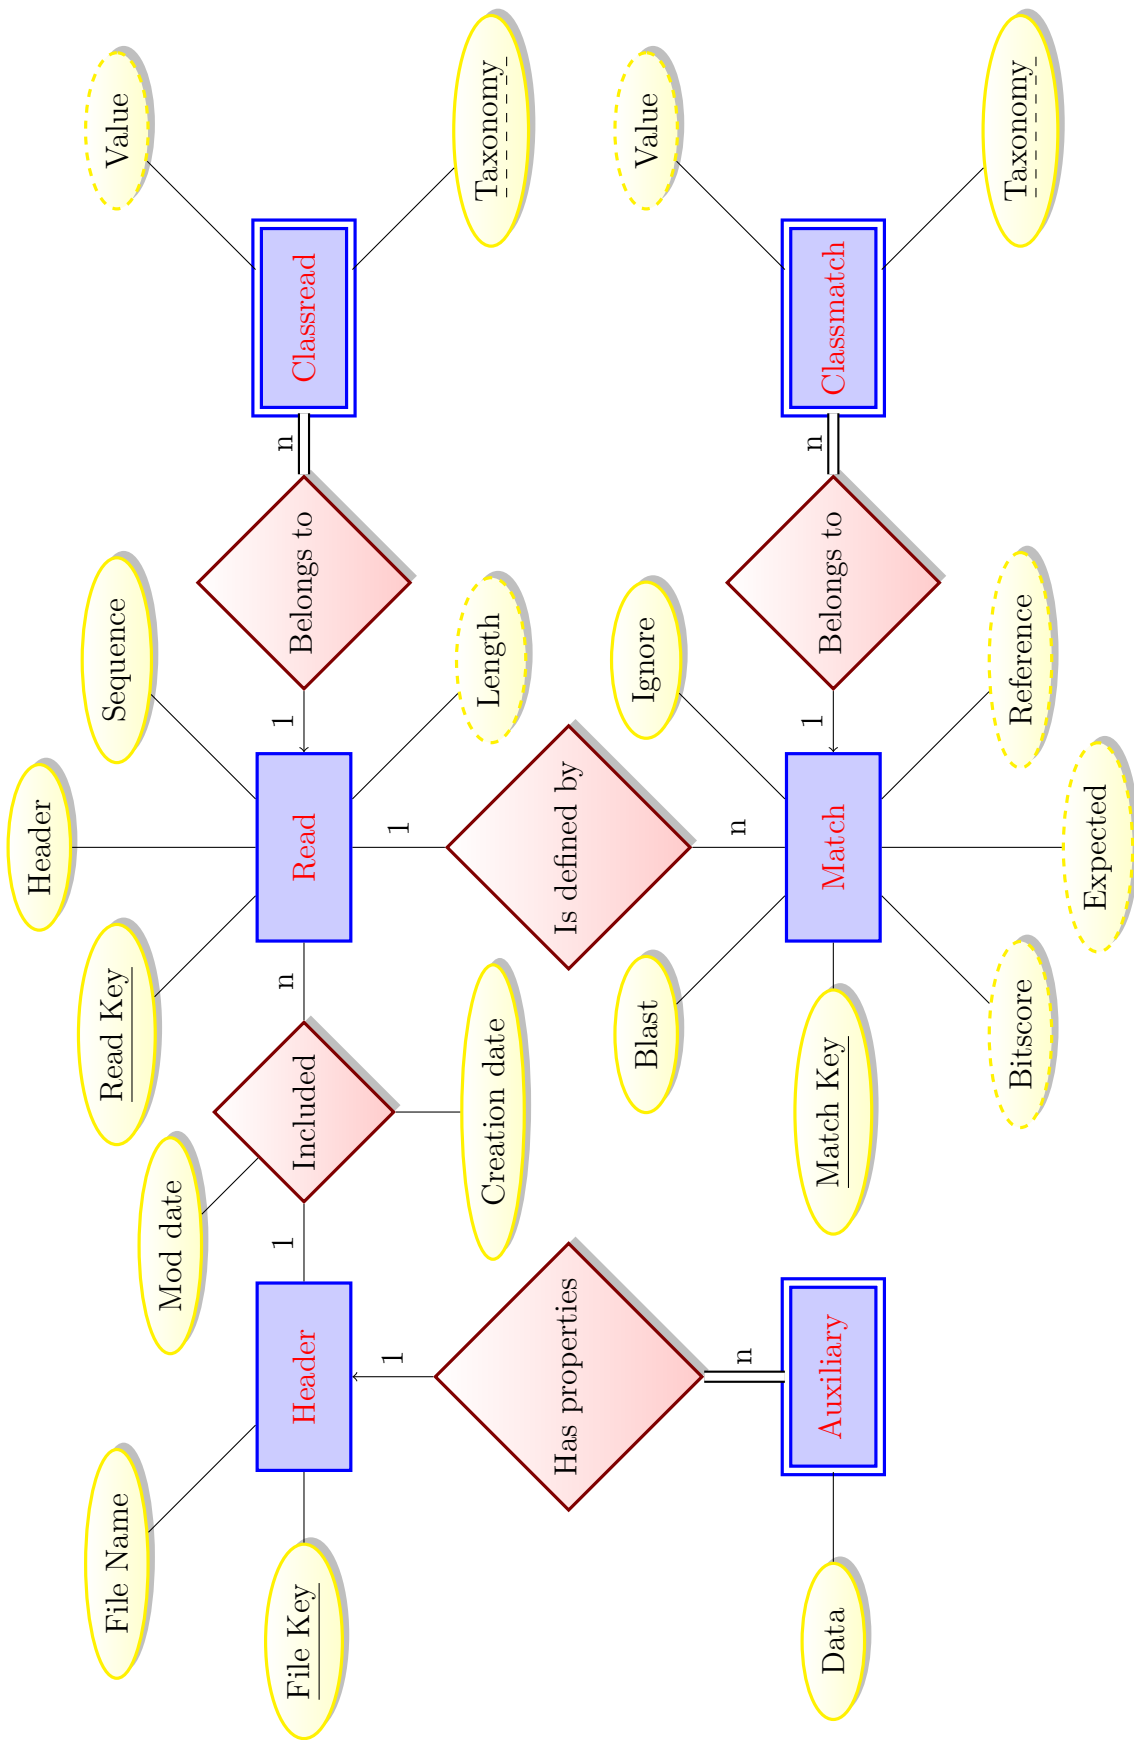 Header
Sequence
Read Key
Mod date
File Name
Value
File Key
Header
1
Included
n
Read
1
Belongs to
n
Classread
Creation date
1
Length
Taxonomy
1
Has properties
Is defined by
n
n
Blast
Ignore
Value
Data
Auxiliary
Match Key
Match
1
Belongs to
n
Classmatch
Bitscore
Reference
Taxonomy
Expected